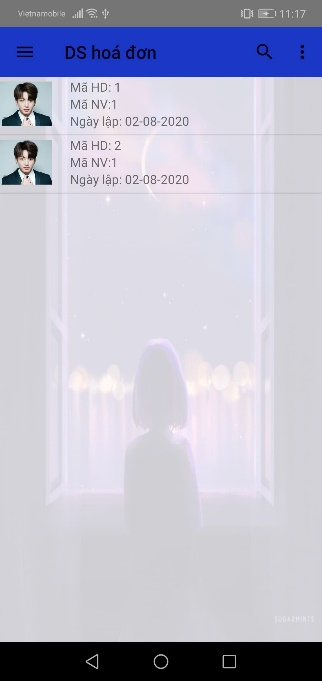 Vietnamobile
11:17
DS hoá đơn
Mã HD: 1
Mã NV:1
Ngày lập: 02-08-2020
Mã HD: 2
Mã NV:1
Ngày lập: 02-08-2020